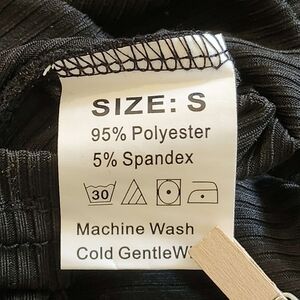 SIZE: S
95% Polyester
5% Spandex
30
Machine Wash
Cold Gentle